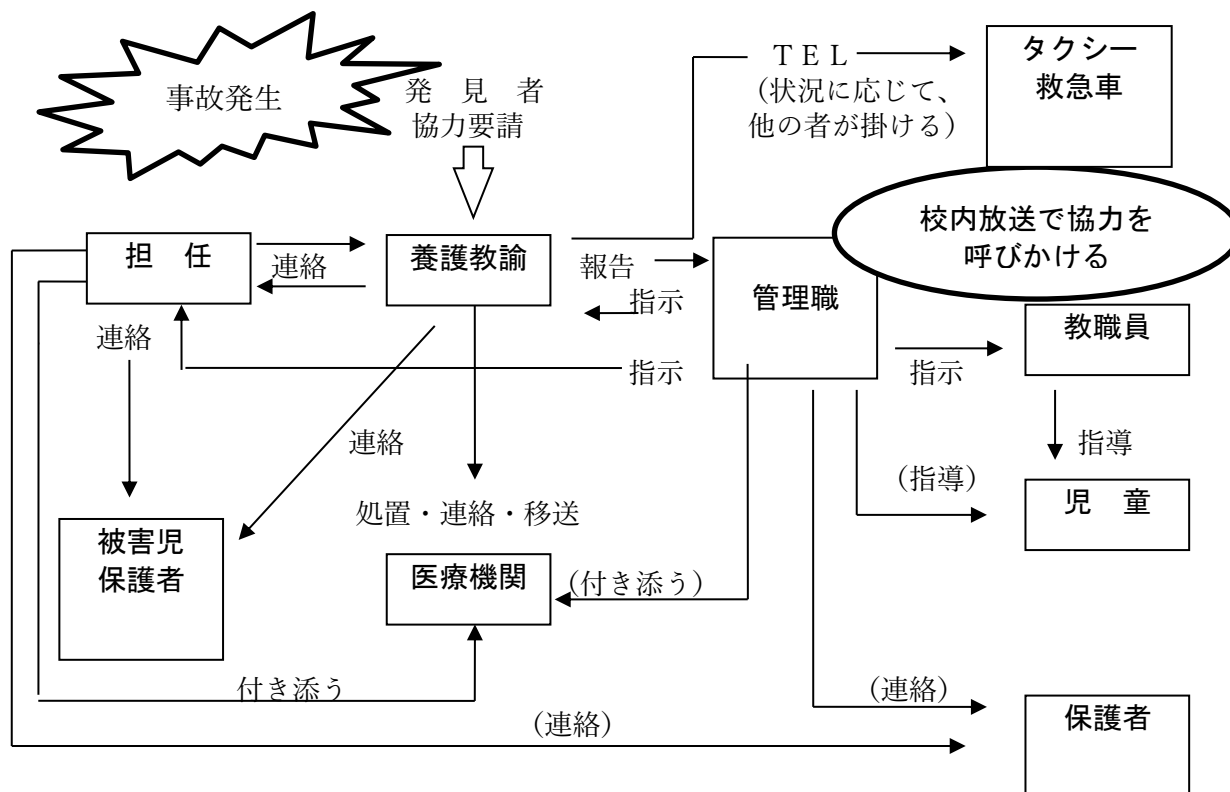 事故発生
発　見　者
協力要請
ＴＥＬ
（状況に応じて、
他の者が掛ける）
タクシー
救急車
校内放送で協力を
呼びかける
担　任
連絡
養護教諭
報告
指示
管理職
教職員
連絡
指示
指示
連絡
指導
（指導）
児　童
処置・連絡・移送
被害児
保護者
医療機関
（付き添う）
付き添う
（連絡）
（連絡）
保護者